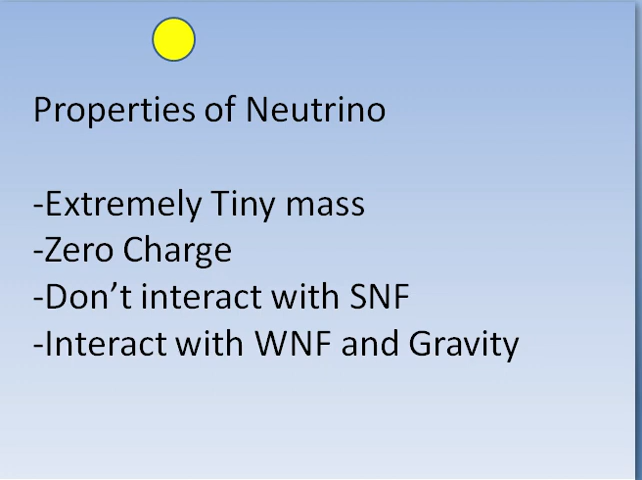 Properties of Neutrino
-Extremely Tiny mass
-Zero Charge
-Don’t interact with SNF
-Interact with WNF and Gravity